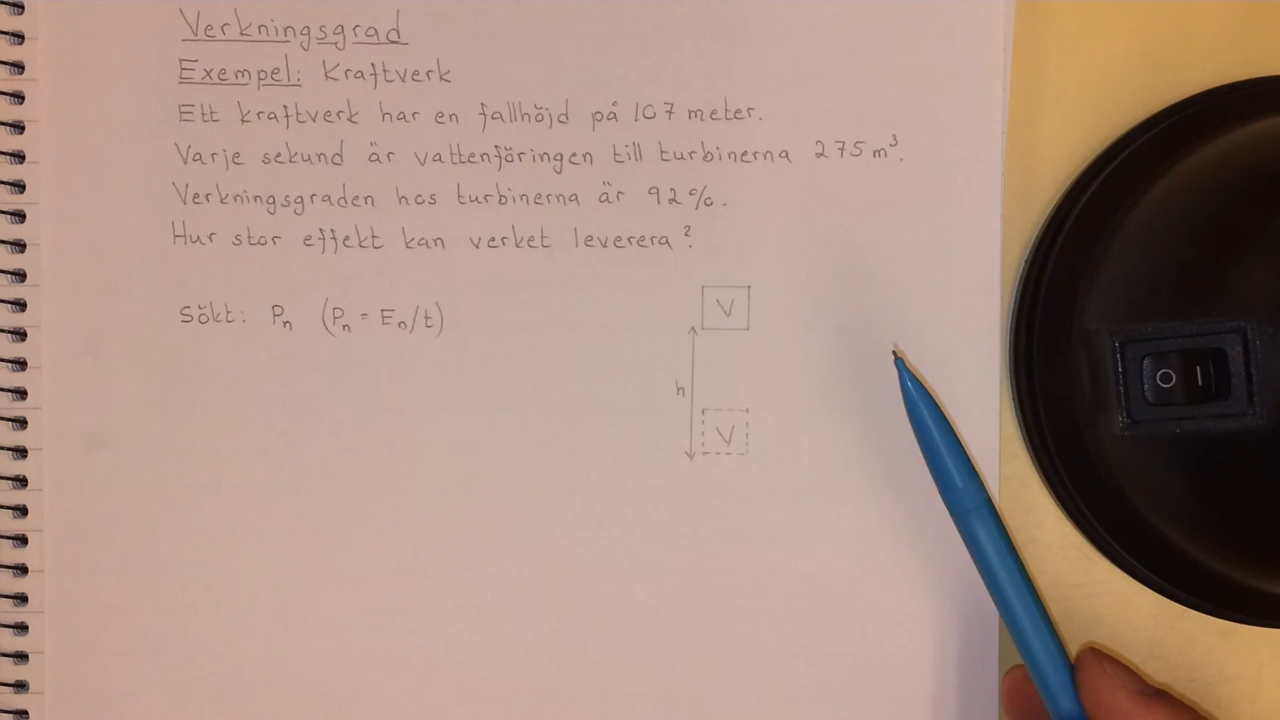 Verkningsgrad
Exempel: Kraftverk
Ett kraftverk har en fallhöjd på 107 meter.
Varje sekund är vattenföringen till turbinerna 275 m³.
Verkningsgraden hos turbinerna är 92%.
Hur stor effekt kan verket leverera?
Sökt: Pₙ (Pₙ = Eₙ/t)
V
h
V
O I